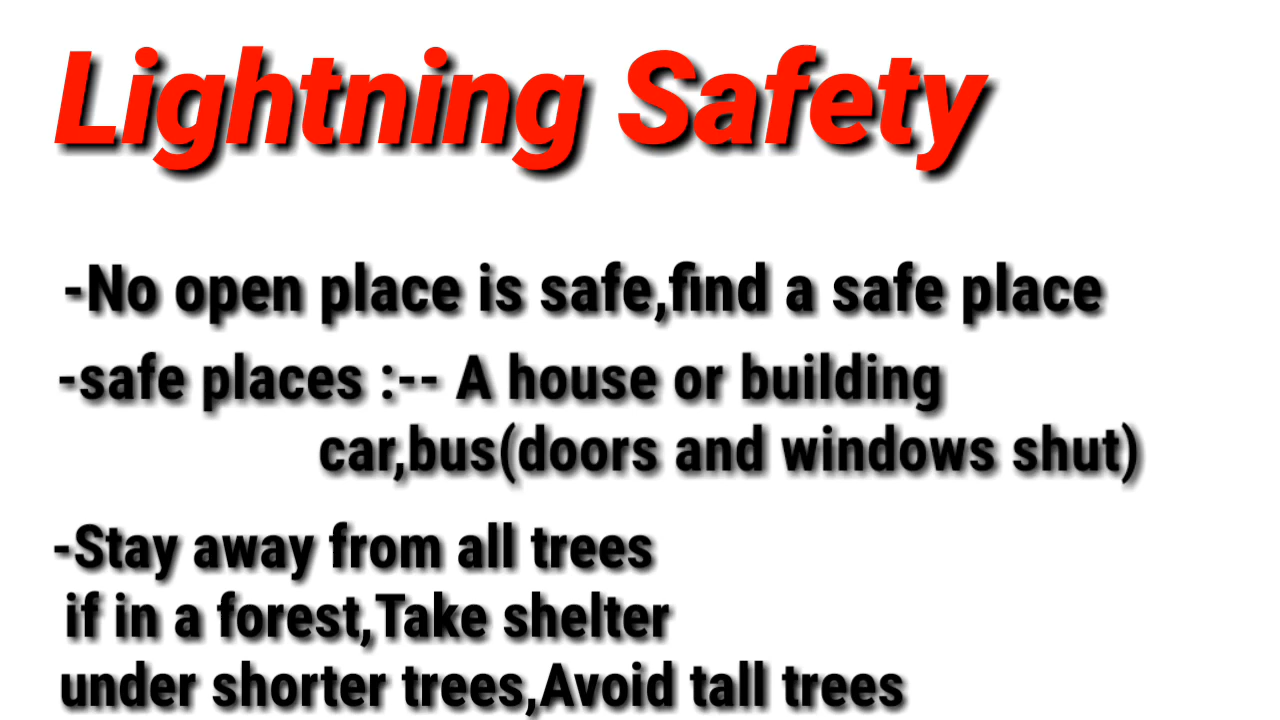 Lightning Safety
-No open place is safe,find a safe place
-safe places :-- A house or building
car,bus(doors and windows shut)
-Stay away from all trees
if in a forest,Take shelter
under shorter trees,Avoid tall trees